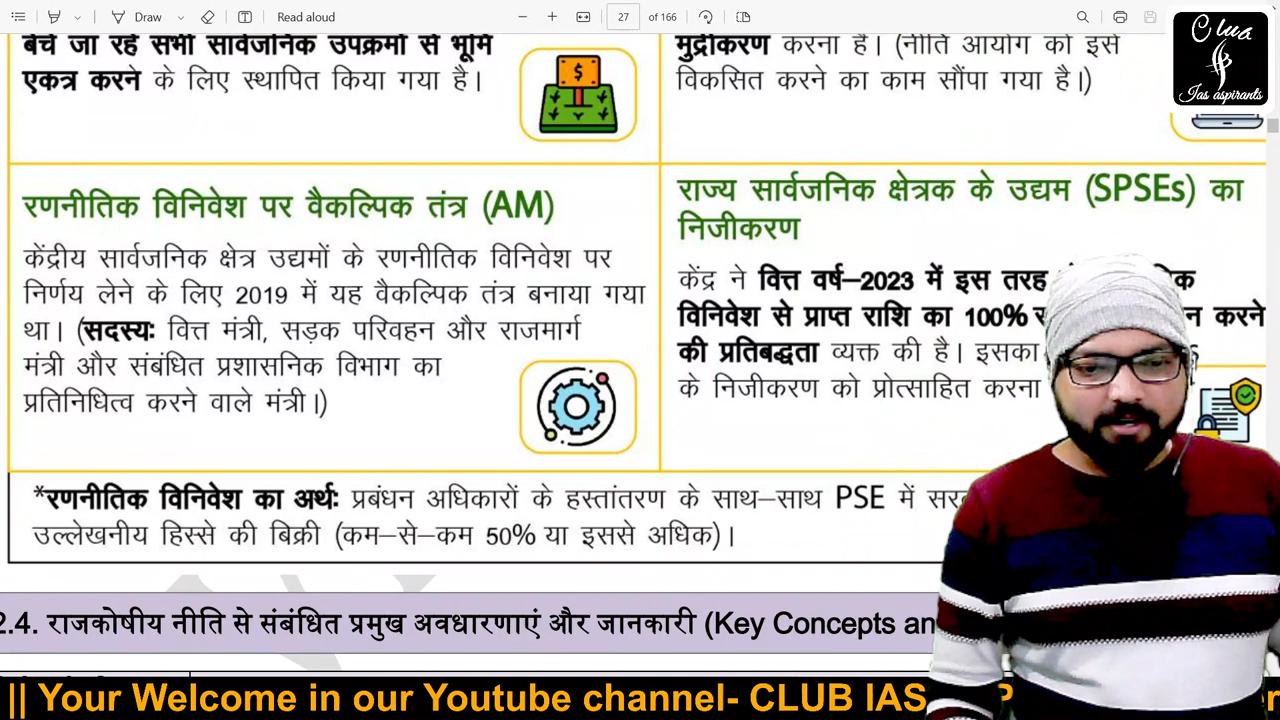 Draw
Read aloud
27
of 166
Clua
Ias aspirants
बेचे जा रहे सभी सार्वजनिक उपक्रमों से भूमि
एकत्र करने के लिए स्थापित किया गया है।
$
मुद्रीकरण करना है। (नीति आयोग को इसे
विकसित करने का काम सौंपा गया है।)
रणनीतिक विनिवेश पर वैकल्पिक तंत्र (AM)
केंद्रीय सार्वजनिक क्षेत्र उद्यमों के रणनीतिक विनिवेश पर
निर्णय लेने के लिए 2019 में यह वैकल्पिक तंत्र बनाया गया
था। (सदस्यः वित्त मंत्री, सड़क परिवहन और राजमार्ग
मंत्री और संबंधित प्रशासनिक विभाग का
प्रतिनिधित्व करने वाले मंत्री।)
राज्य सार्वजनिक क्षेत्रक के उद्यम (SPSEs) का
निजीकरण
केंद्र ने वित्त वर्ष–2023 में इस तरह
विनिवेश से प्राप्त राशि का 100% करने
की प्रतिबद्धता व्यक्त की है। इसका
के निजीकरण को प्रोत्साहित करना
*रणनीतिक विनिवेश का अर्थः प्रबंधन अधिकारों के हस्तांतरण के साथ–साथ PSE में
उल्लेखनीय हिस्से की बिक्री (कम–से–कम 50% या इससे अधिक)।
2.4. राजकोषीय नीति से संबंधित प्रमुख अवधारणाएं और जानकारी (Key Concepts an
|| Your Welcome in our Youtube channel- CLUB IAS